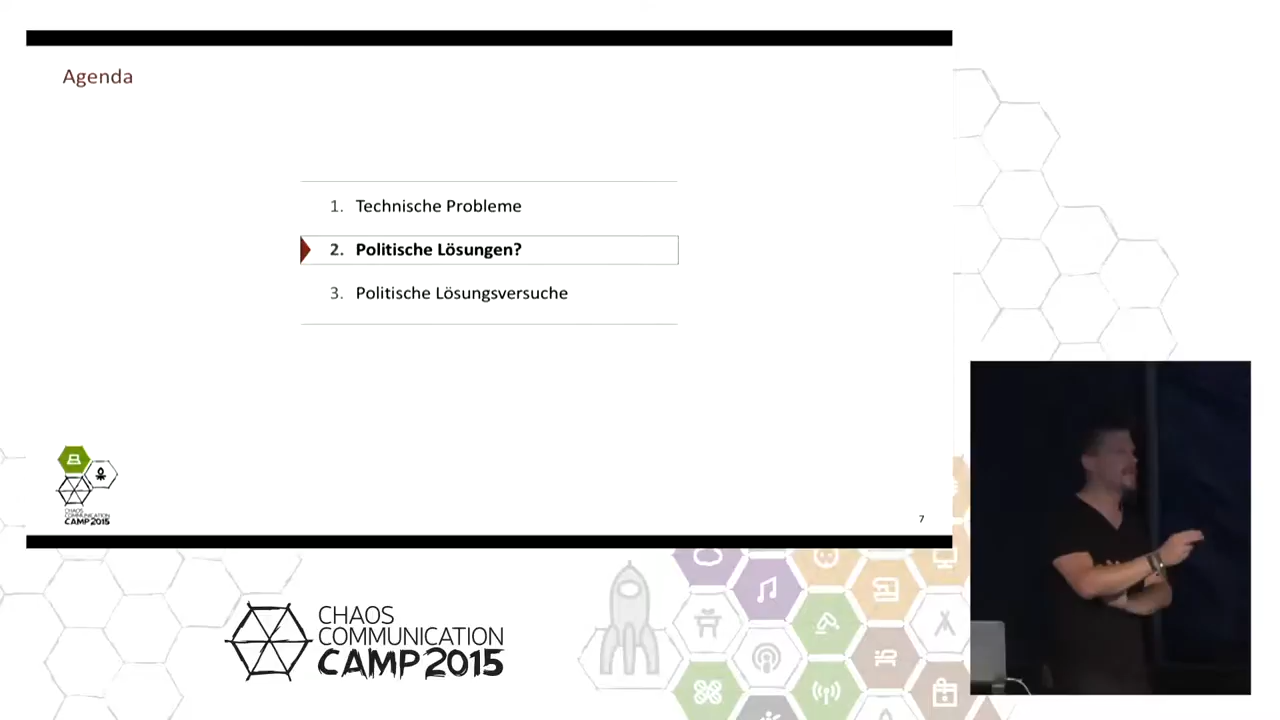 Agenda
1. Technische Probleme
2. Politische Lösungen?
3. Politische Lösungsversuche
CHAOS
COMMUNICATION
CAMP 2015
7
CHAOS
COMMUNICATION
CAMP 2015